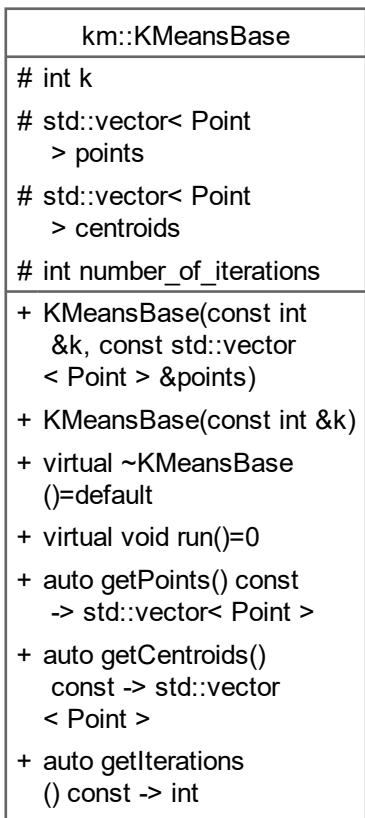 km::KMeansBase
# int k
# std::vector< Point
> points
# std::vector< Point
> centroids
# int number_of_iterations
+ KMeansBase(const int
&k, const std::vector
< Point > &points)
+ KMeansBase(const int &k)
+ virtual ~KMeansBase
()=default
+ virtual void run()=0
+ auto getPoints() const
-> std::vector< Point >
+ auto getCentroids()
const -> std::vector
< Point >
+ auto getIterations
() const -> int